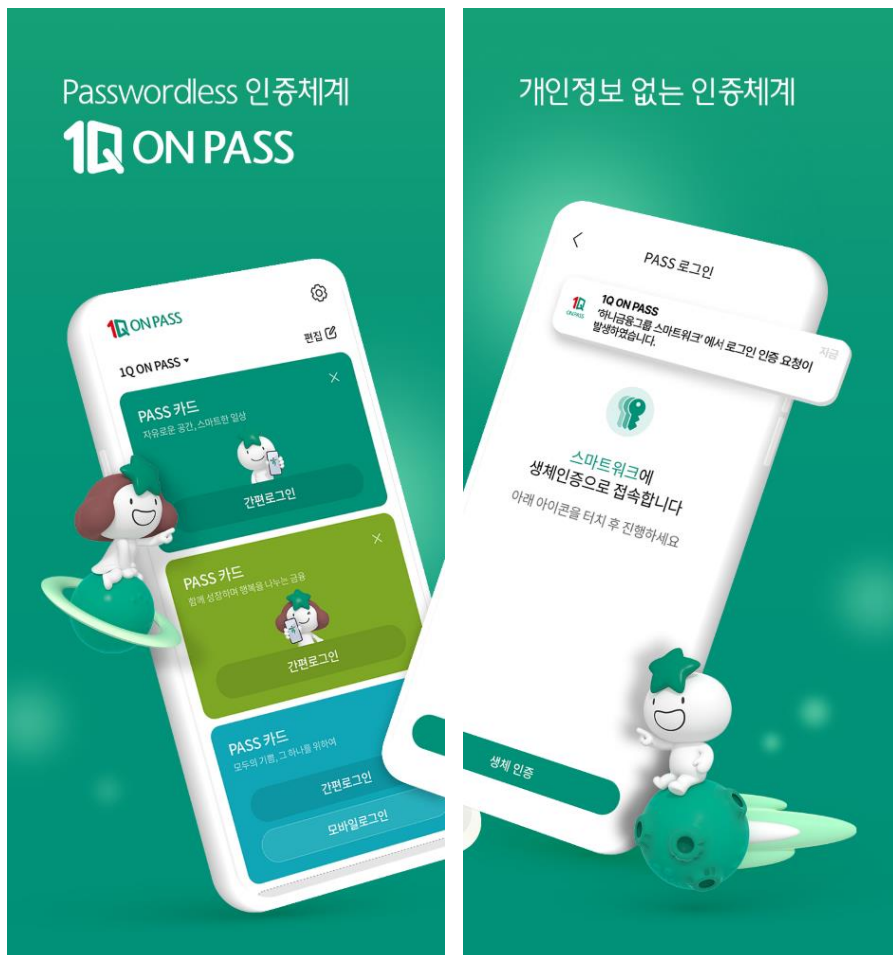 Passwordless 인증체계
1Q ON PASS
1Q ON PASS
편집
1Q ON PASS
PASS 카드
자유로운 공간, 스마트한 일상
간편로그인
PASS 카드
함께 성장하며 행복을 나누는 금융
간편로그인
PASS 카드
모두의 기쁨, 그 하나를 위하여
간편로그인
모바일로그인
개인정보 없는 인증체계
PASS 로그인
1Q
ONPASS
1Q ON PASS
지금
'하나금융그룹 스마트워크' 에서 로그인 인증 요청이
발생하였습니다.
스마트워크에
생체인증으로 접속합니다
아래 아이콘을 터치 후 진행하세요
생체 인증